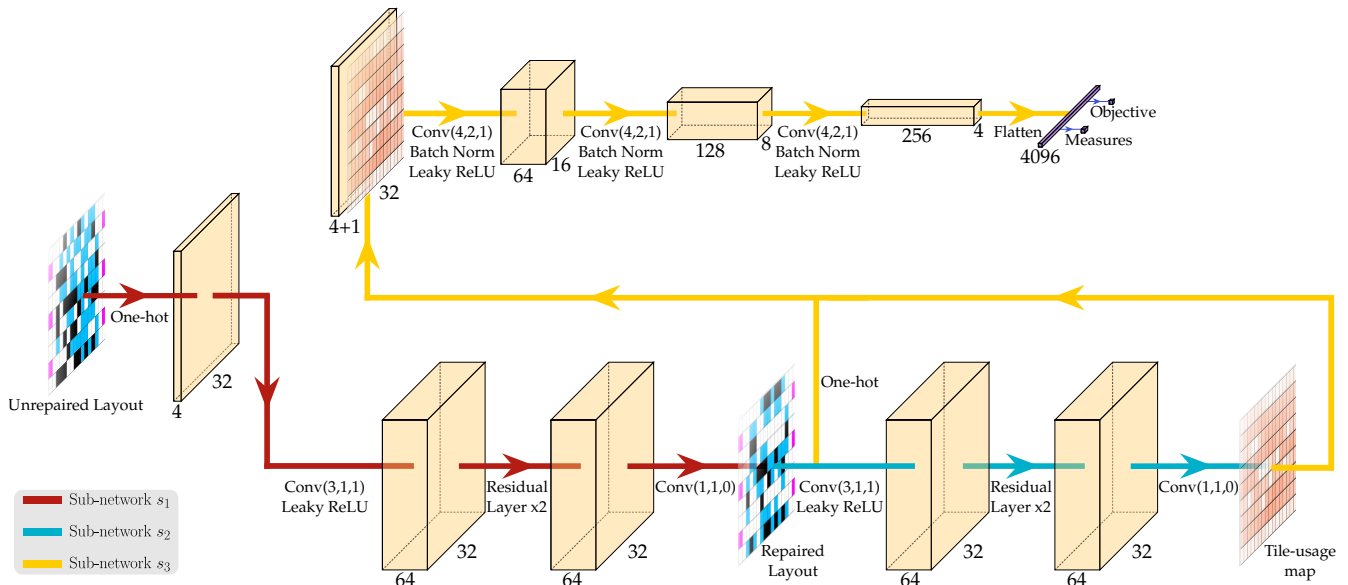 4+1
32
Conv(4,2,1)
Batch Norm
Leaky ReLU
64
16
Conv(4,2,1)
Batch Norm
Leaky ReLU
128
8
Conv(4,2,1)
Batch Norm
Leaky ReLU
256
4
Flatten
4096
Objective
Measures
Unrepaired Layout
One-hot
4
32
Conv(3,1,1)
Leaky ReLU
64
32
Residual
Layer x2
64
32
Conv(1,1,0)
Repaired
Layout
One-hot
Conv(3,1,1)
Leaky ReLU
64
32
Residual
Layer x2
64
32
Conv(1,1,0)
Tile-usage
map
Sub-network s₁
Sub-network s₂
Sub-network s₃